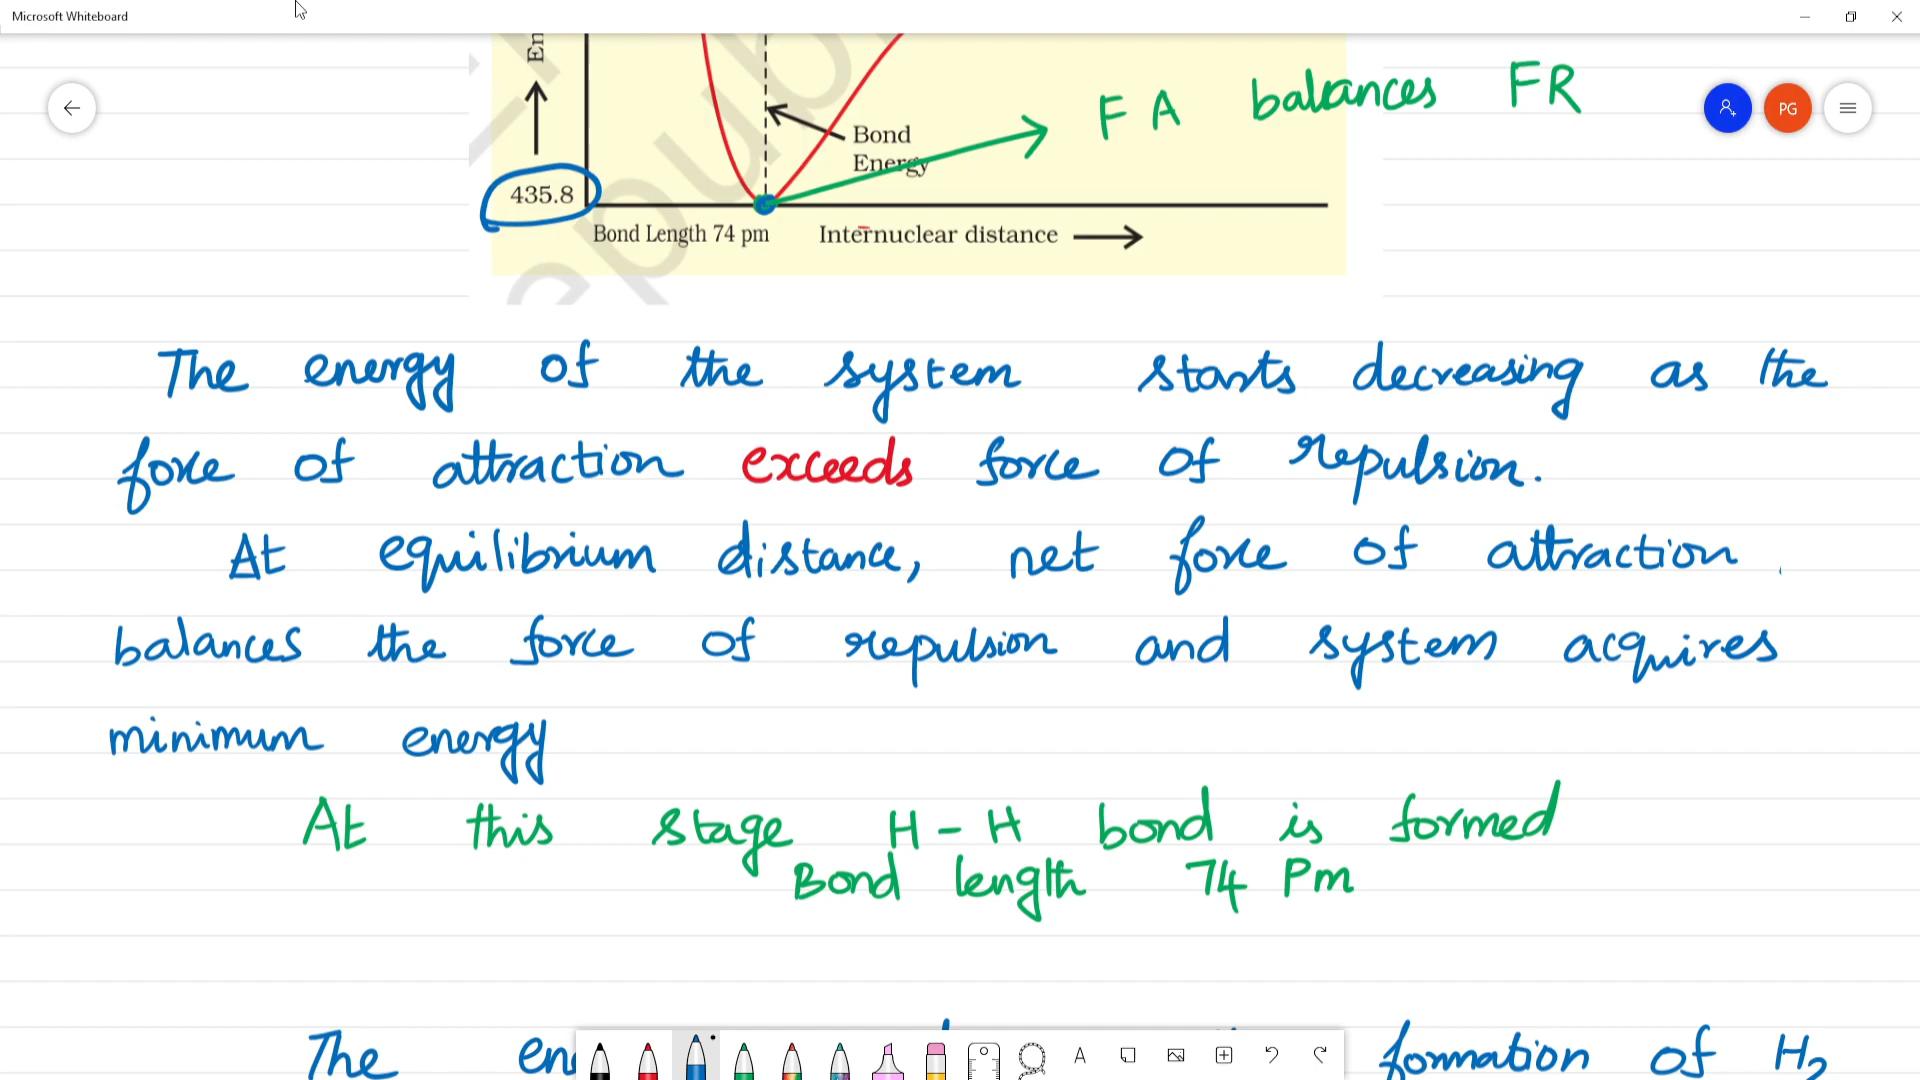 Microsoft Whiteboard
En
FA balances FR
PG
Bond
Energy
435.8
Bond Length 74 pm Internuclear distance
The energy of the system starts decreasing as the
force of attraction exceeds force of repulsion.
At equilibrium distance, net force of attraction
balances the force of repulsion and system acquires
minimum energy
At this stage H-H bond is formed
Bond length 74 Pm
The formation of H2